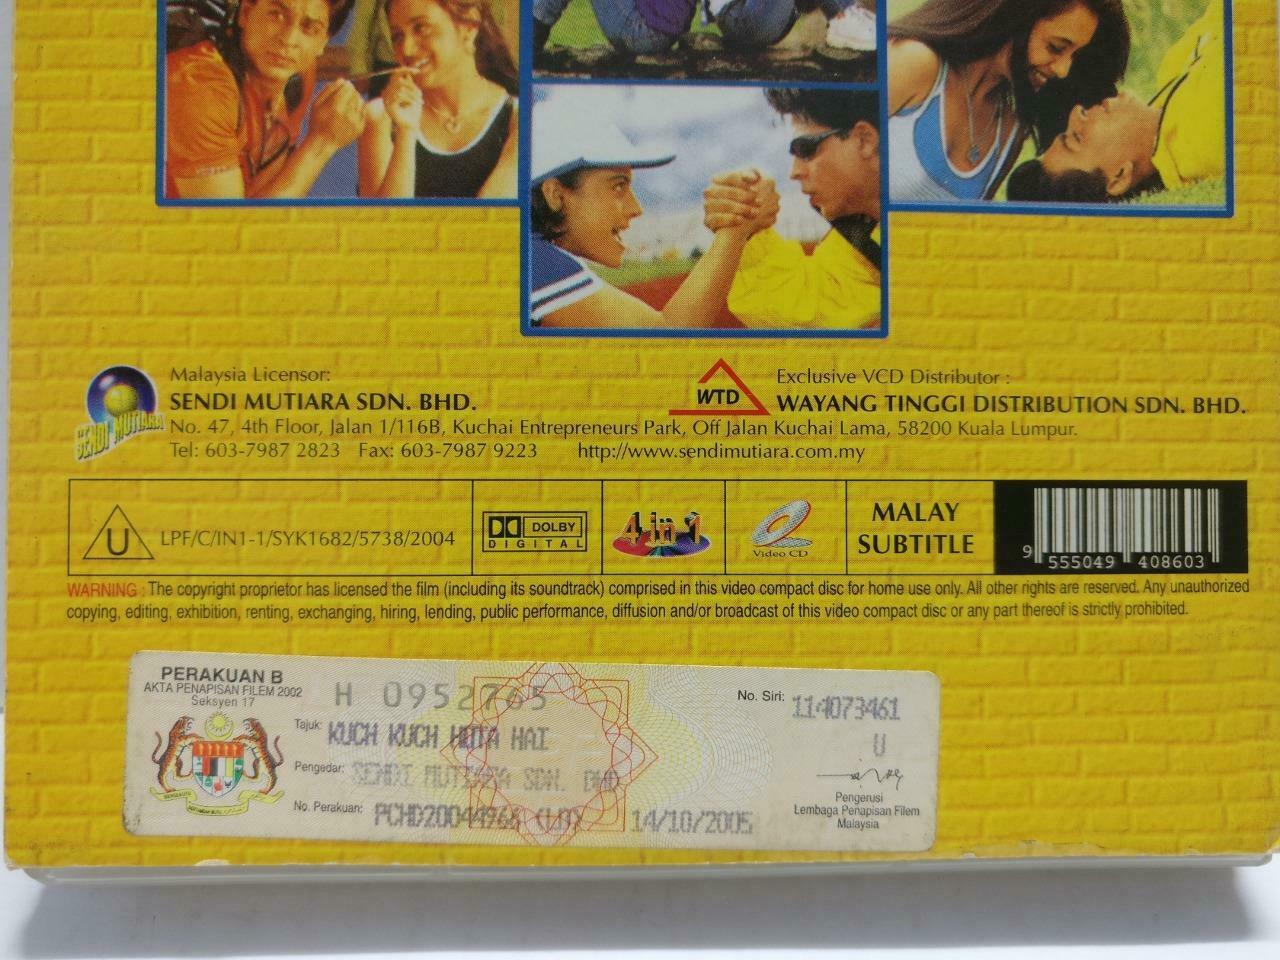 Malaysia Licensor:
SENDI MUTIARA SDN. BHD.
SENDI MUTIARA
WTD
Exclusive VCD Distributor :
WAYANG TINGGI DISTRIBUTION SDN. BHD.
No. 47, 4th Floor, Jalan 1/116B, Kuchai Entrepreneurs Park, Off Jalan Kuchai Lama, 58200 Kuala Lumpur.
Tel: 603-7987 2823 Fax: 603-7987 9223 http://www.sendimutiara.com.my
U
LPF/C/IN1-1/SYK1682/5738/2004
DOLBY
DIGITAL
4 in 1
Video CD
MALAY
SUBTITLE
9 555049 408603
WARNING : The copyright proprietor has licensed the film (including its soundtrack) comprised in this video compact disc for home use only. All other rights are reserved. Any unauthorized
copying, editing, exhibition, renting, exchanging, hiring, lending, public performance, diffusion and/or broadcast of this video compact disc or any part thereof is strictly prohibited.
PERAKUAN B
AKTA PENAPISAN FILEM 2002
Seksyen 17
H 0952765
No. Siri: 114073461
Tajuk: KUCH KUCH HOTA HAI
U
Pengedar: SENDI MUTIARA SDN. BHD
No. Perakuan: PCHD20044966 14/10/2005
Pengerusi
Lembaga Penapisan Filem
Malaysia